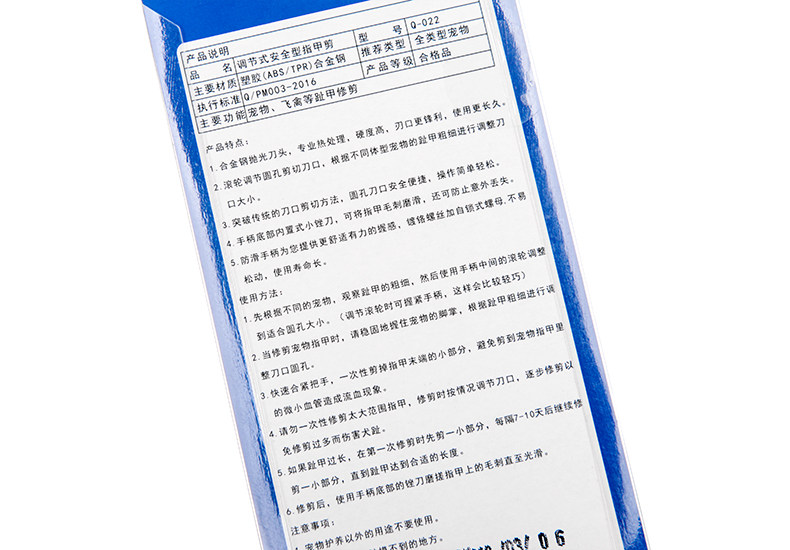 产品说明
品 名 调节式安全型指甲剪 型 号 Q-022
主要材质 塑胶(ABS/TPR)合金钢 推荐类型 全类型宠物
执行标准 Q/PM003-2016 产品等级 合格品
主要功能 宠物、飞禽等趾甲修剪
产品特点：
1.合金钢抛光刀头，专业热处理，硬度高，刃口更锋利，使用更长久。
2.滚轮调节圆孔剪切刀口，根据不同体型宠物的趾甲粗细进行调整刀
口大小。
3.突破传统的刀口剪切方法，圆孔刀口安全便捷，操作简单轻松。
4.手柄底部内置式小锉刀，可将指甲毛刺磨滑，还可防止意外丢失。
5.防滑手柄为您提供更舒适有力的握感，镀铬螺丝加自锁式螺母.不易
松动，使用寿命长。
使用方法：
1.先根据不同的宠物，观察趾甲的粗细，然后使用手柄中间的滚轮调整
到适合圆孔大小。（调节滚轮时可握紧手柄，这样会比较轻巧）
2.当修剪宠物指甲时，请稳固地握住宠物的脚掌，根据趾甲粗细进行调
整刀口圆孔。
3.快速合紧把手，一次性剪掉指甲末端的小部分，避免剪到宠物指甲里
的微小血管造成流血现象。
4.请勿一次性修剪太大范围指甲，修剪时按情况调节刀口，逐步修剪以
免修剪过多而伤害犬趾。
5.如果趾甲过长，在第一次修剪时先剪一小部分，每隔7-10天后继续修
剪一小部分，直到趾甲达到合适的长度。
6.修剪后，使用手柄底部的锉刀磨搓指甲上的毛刺直至光滑。
注意事项：
宠物护养以外的用途不要使用。
不到的地方。
/03/06